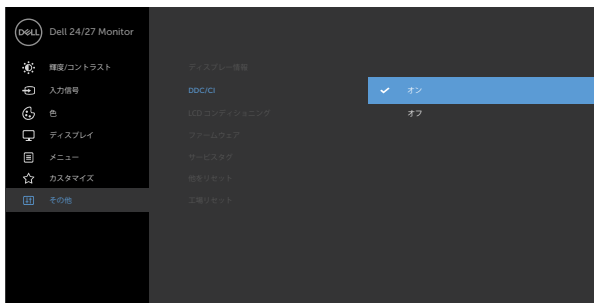 DELL
Dell 24/27 Monitor
輝度/コントラスト
入力信号
色
ディスプレイ
メニュー
カスタマイズ
その他
ディスプレー情報
DDC/CI
LCDコンディショニング
ファームウェア
サービスタグ
他をリセット
工場リセット
オン
オフ